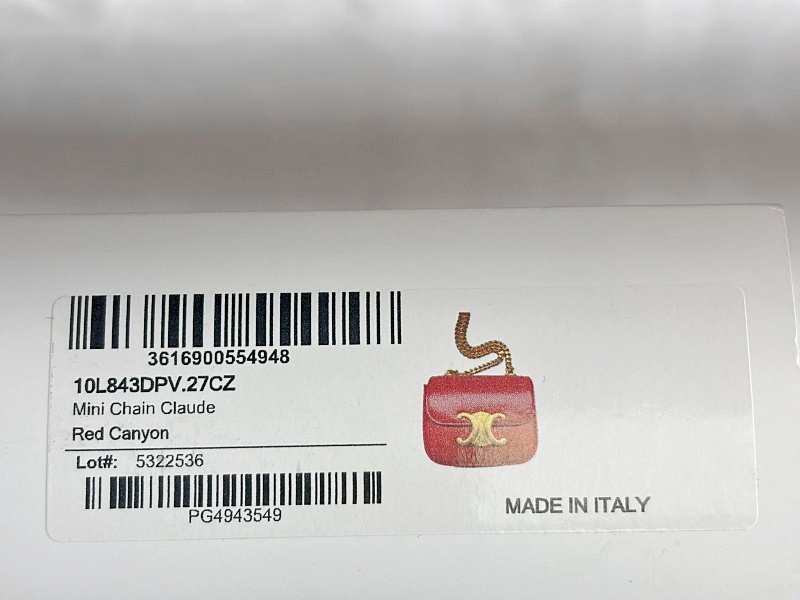 3616900554948
10L843DPV.27CZ
Mini Chain Claude
Red Canyon
Lot#: 5322536
PG4943549
MADE IN ITALY